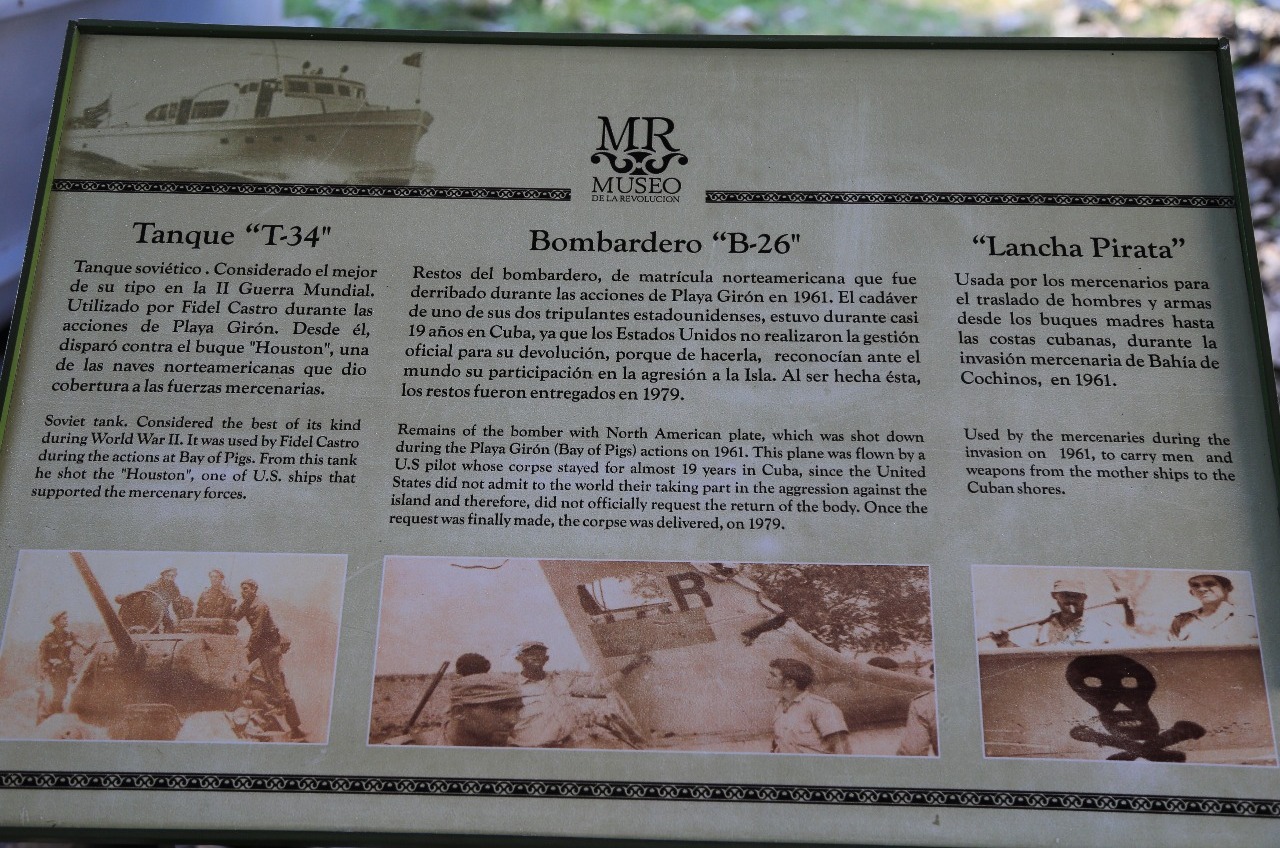 MR
MUSEO
DE LA REVOLUCION
Tanque “T-34"
Tanque soviético . Considerado el mejor
de su tipo en la II Guerra Mundial.
Utilizado por Fidel Castro durante las
acciones de Playa Girón. Desde él,
disparó contra el buque "Houston", una
de las naves norteamericanas que dio
cobertura a las fuerzas mercenarias.
Soviet tank. Considered the best of its kind
during World War II. It was used by Fidel Castro
during the actions at Bay of Pigs. From this tank
he shot the "Houston", one of U.S. ships that
supported the mercenary forces.
Bombardero “B-26"
Restos del bombardero, de matrícula norteamericana que fue
derribado durante las acciones de Playa Girón en 1961. El cadáver
de uno de sus dos tripulantes estadounidenses, estuvo durante casi
19 años en Cuba, ya que los Estados Unidos no realizaron la gestión
oficial para su devolución, porque de hacerla, reconocían ante el
mundo su participación en la agresión a la Isla. Al ser hecha ésta,
los restos fueron entregados en 1979.
Remains of the bomber with North American plate, which was shot down
during the Playa Girón (Bay of Pigs) actions on 1961. This plane was flown by a
U.S pilot whose corpse stayed for almost 19 years in Cuba, since the United
States did not admit to the world their taking part in the aggression against the
island and therefore, did not officially request the return of the body. Once the
request was finally made, the corpse was delivered, on 1979.
R
“Lancha Pirata”
Usada por los mercenarios para
el traslado de hombres y armas
desde los buques madres hasta
las costas cubanas, durante la
invasión mercenaria de Bahía de
Cochinos, en 1961.
Used by the mercenaries during the
invasion on 1961, to carry men and
weapons from the mother ships to the
Cuban shores.